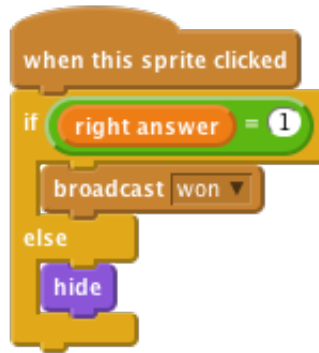 when this sprite clicked
if right answer = 1
broadcast won
else
hide